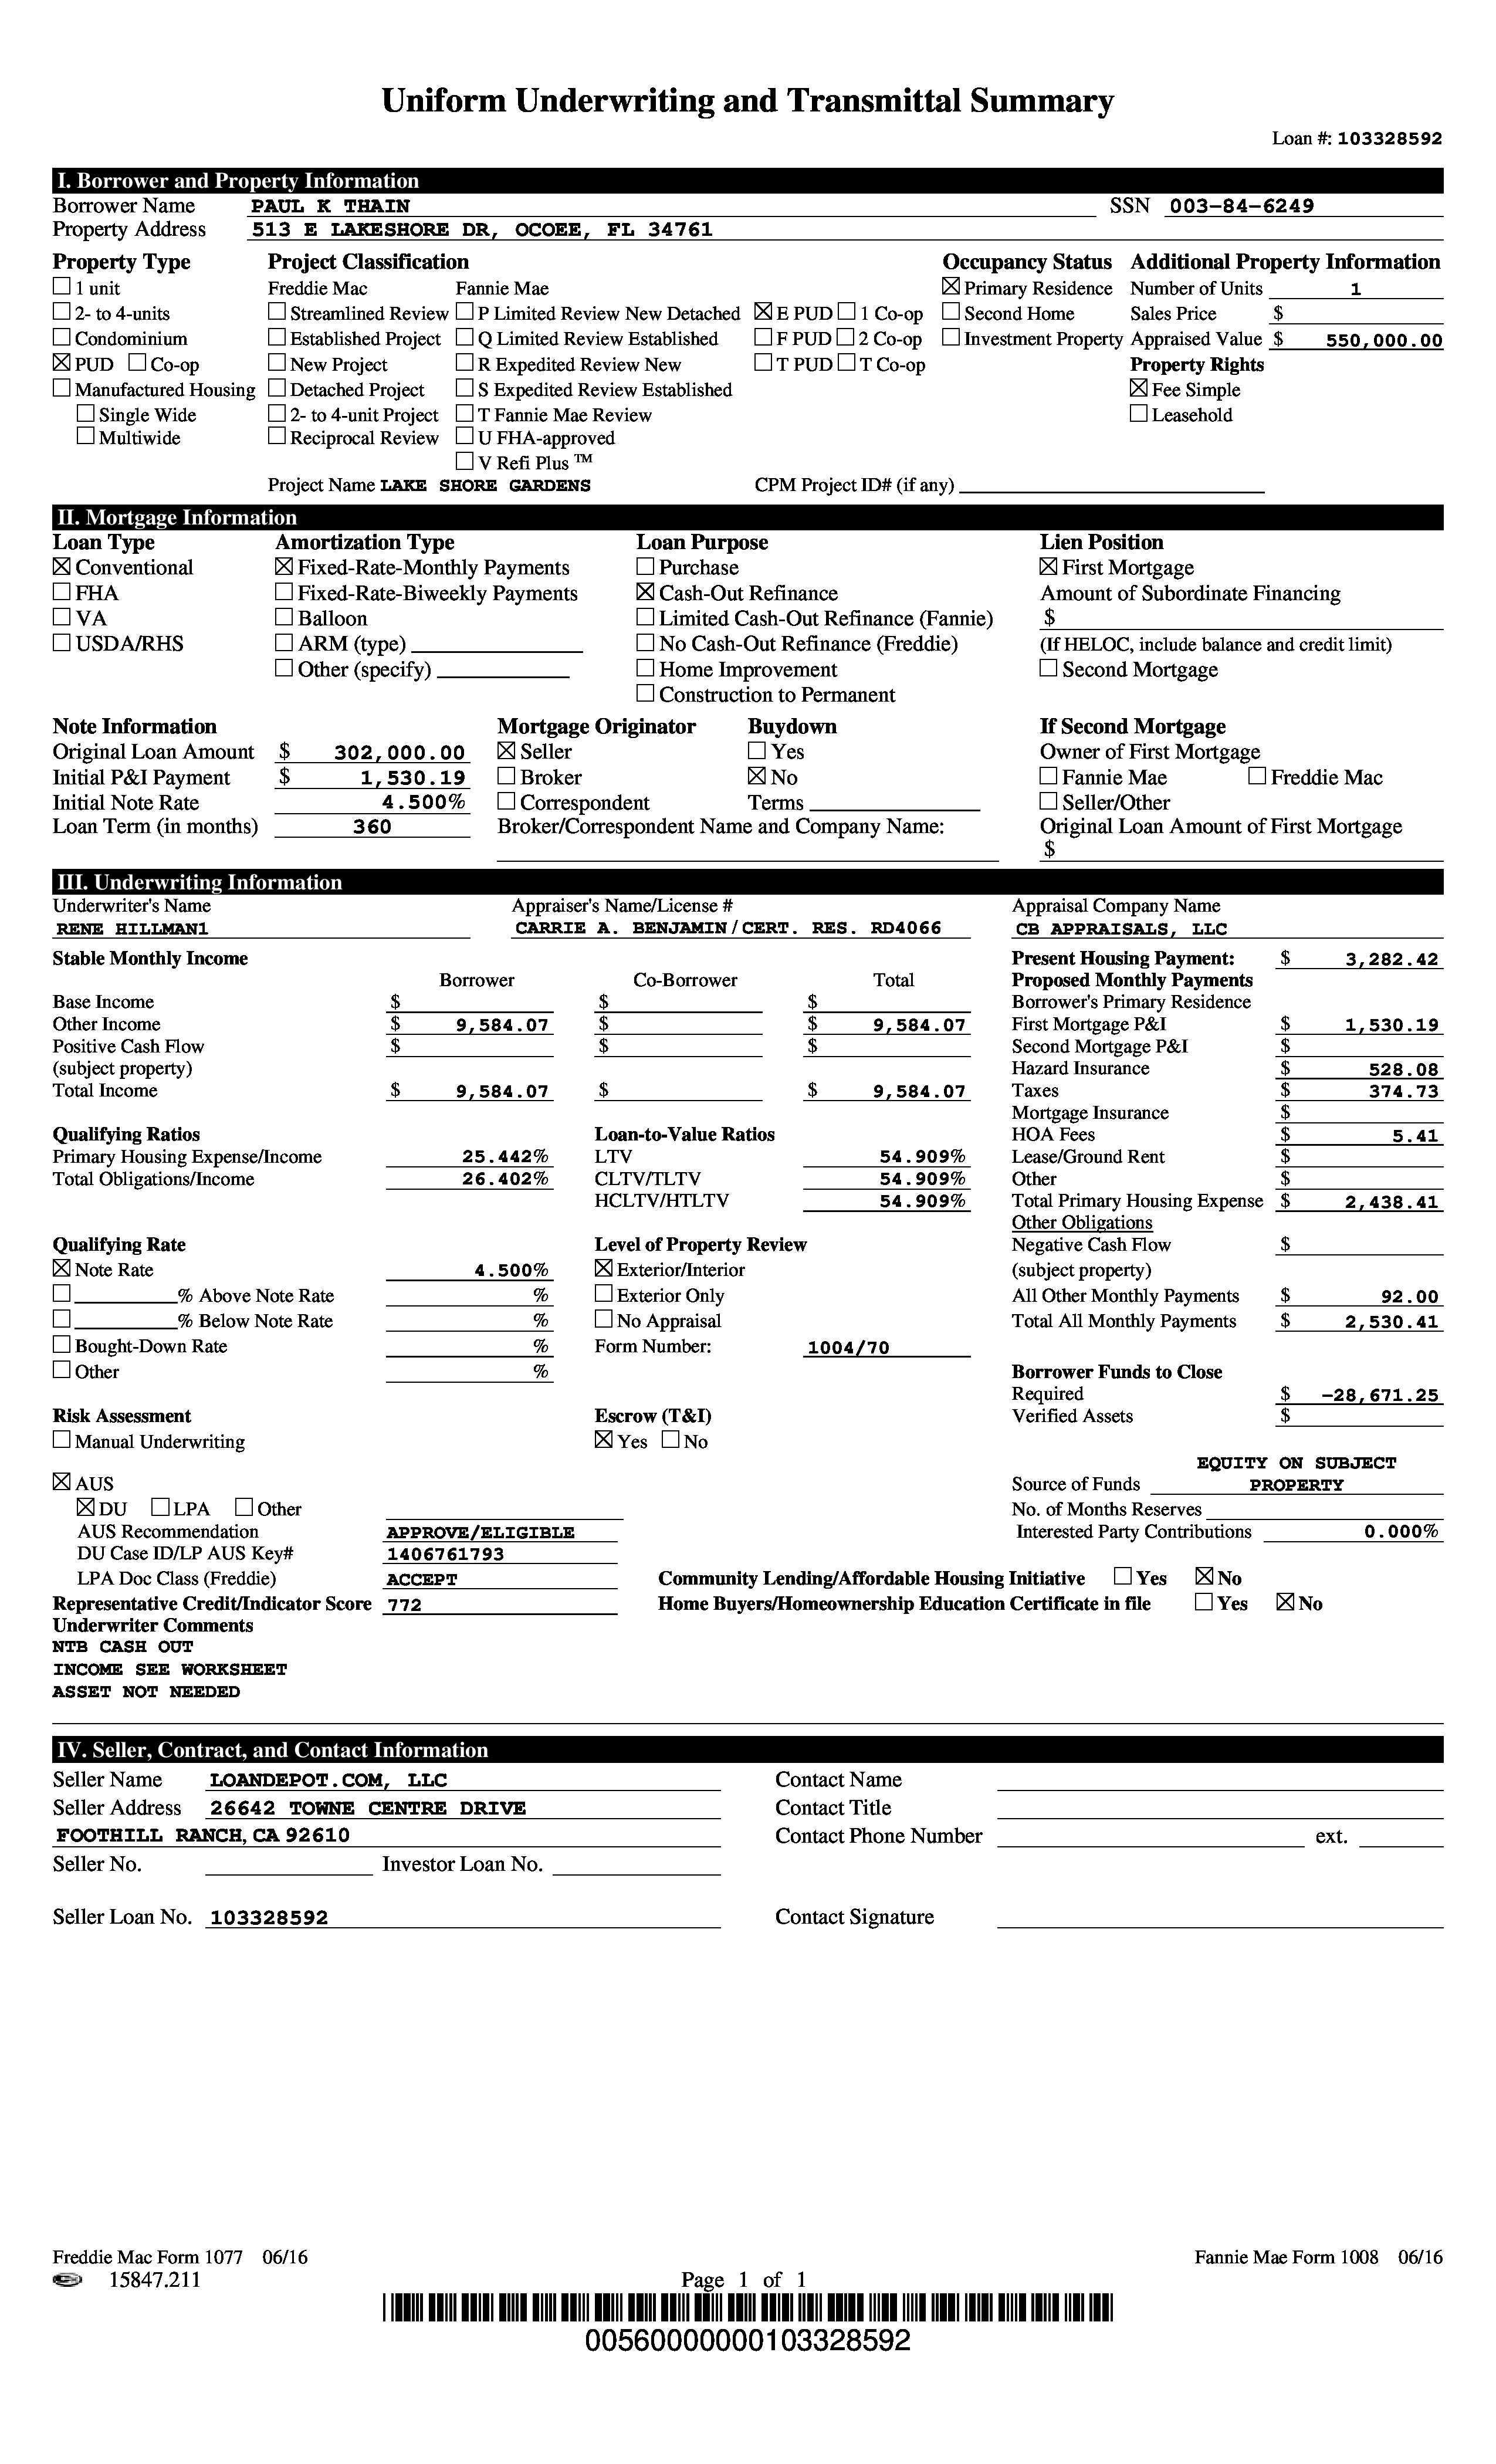 Uniform Underwriting and Transmittal Summary
Loan #: 103328592
I. Borrower and Property Information
Borrower Name PAUL K THAIN SSN 003-84-6249
Property Address 513 E LAKESHORE DR, OCOEE, FL 34761
Property Type Project Classification Occupancy Status Additional Property Information
☐ 1 unit Freddie Mac Fannie Mae ☒ Primary Residence Number of Units 1
☐ 2- to 4-units ☐ Streamlined Review ☐ P Limited Review New Detached ☒ E PUD ☐ 1 Co-op ☐ Second Home Sales Price $
☐ Condominium ☐ Established Project ☐ Q Limited Review Established ☐ F PUD ☐ 2 Co-op ☐ Investment Property Appraised Value $ 550,000.00
☒ PUD ☐ Co-op ☐ New Project ☐ R Expedited Review New ☐ T PUD ☐ T Co-op Property Rights
☐ Manufactured Housing ☐ Detached Project ☐ S Expedited Review Established ☒ Fee Simple
☐ Single Wide ☐ 2- to 4-unit Project ☐ T Fannie Mae Review ☐ Leasehold
☐ Multiwide ☐ Reciprocal Review ☐ U FHA-approved
☐ V Refi Plus ™
Project Name LAKE SHORE GARDENS CPM Project ID# (if any)
II. Mortgage Information
Loan Type Amortization Type Loan Purpose Lien Position
☒ Conventional ☒ Fixed-Rate-Monthly Payments ☐ Purchase ☒ First Mortgage
☐ FHA ☐ Fixed-Rate-Biweekly Payments ☒ Cash-Out Refinance Amount of Subordinate Financing
☐ VA ☐ Balloon ☐ Limited Cash-Out Refinance (Fannie) $
☐ USDA/RHS ☐ ARM (type) ☐ No Cash-Out Refinance (Freddie) (If HELOC, include balance and credit limit)
☐ Other (specify) ☐ Home Improvement ☐ Second Mortgage
☐ Construction to Permanent
Note Information Mortgage Originator Buydown If Second Mortgage
Original Loan Amount $ 302,000.00 ☒ Seller ☐ Yes Owner of First Mortgage
Initial P&I Payment $ 1,530.19 ☐ Broker ☒ No ☐ Fannie Mae ☐ Freddie Mac
Initial Note Rate 4.500% ☐ Correspondent Terms ☐ Seller/Other
Loan Term (in months) 360 Broker/Correspondent Name and Company Name: Original Loan Amount of First Mortgage
$
III. Underwriting Information
Underwriter's Name Appraiser's Name/License # Appraisal Company Name
RENE HILLMAN1 CARRIE A. BENJAMIN/CERT. RES. RD4066 CB APPRAISALS, LLC
Stable Monthly Income Present Housing Payment: $ 3,282.42
Borrower Co-Borrower Total Proposed Monthly Payments
Base Income $ $ $ Borrower's Primary Residence
Other Income $ 9,584.07 $ $ 9,584.07 First Mortgage P&I $ 1,530.19
Positive Cash Flow $ $ $ Second Mortgage P&I $
(subject property) Hazard Insurance $ 528.08
Total Income $ 9,584.07 $ $ 9,584.07 Taxes $ 374.73
Mortgage Insurance $
Qualifying Ratios Loan-to-Value Ratios HOA Fees $ 5.41
Primary Housing Expense/Income 25.442% LTV 54.909% Lease/Ground Rent $
Total Obligations/Income 26.402% CLTV/TLTV 54.909% Other $
HCLTV/HTLTV 54.909% Total Primary Housing Expense $ 2,438.41
Other Obligations
Qualifying Rate Level of Property Review Negative Cash Flow $
☒ Note Rate 4.500% ☒ Exterior/Interior (subject property)
☐ % Above Note Rate % ☐ Exterior Only All Other Monthly Payments $ 92.00
☐ % Below Note Rate % ☐ No Appraisal Total All Monthly Payments $ 2,530.41
☐ Bought-Down Rate % Form Number: 1004/70
☐ Other % Borrower Funds to Close
Required $ -28,671.25
Risk Assessment Escrow (T&I) Verified Assets $
☐ Manual Underwriting ☒ Yes ☐ No
EQUITY ON SUBJECT
☒ AUS Source of Funds PROPERTY
☒ DU ☐ LPA ☐ Other No. of Months Reserves
AUS Recommendation APPROVE/ELIGIBLE Interested Party Contributions 0.000%
DU Case ID/LP AUS Key# 1406761793
LPA Doc Class (Freddie) ACCEPT Community Lending/Affordable Housing Initiative ☐ Yes ☒ No
Representative Credit/Indicator Score 772 Home Buyers/Homeownership Education Certificate in file ☐ Yes ☒ No
Underwriter Comments
NTB CASH OUT
INCOME SEE WORKSHEET
ASSET NOT NEEDED
IV. Seller, Contract, and Contact Information
Seller Name LOANDEPOT.COM, LLC Contact Name
Seller Address 26642 TOWNE CENTRE DRIVE Contact Title
FOOTHILL RANCH, CA 92610 Contact Phone Number ext.
Seller No. Investor Loan No.
Seller Loan No. 103328592 Contact Signature
Freddie Mac Form 1077 06/16 Fannie Mae Form 1008 06/16
15847.211 Page 1 of 1
00560000000103328592